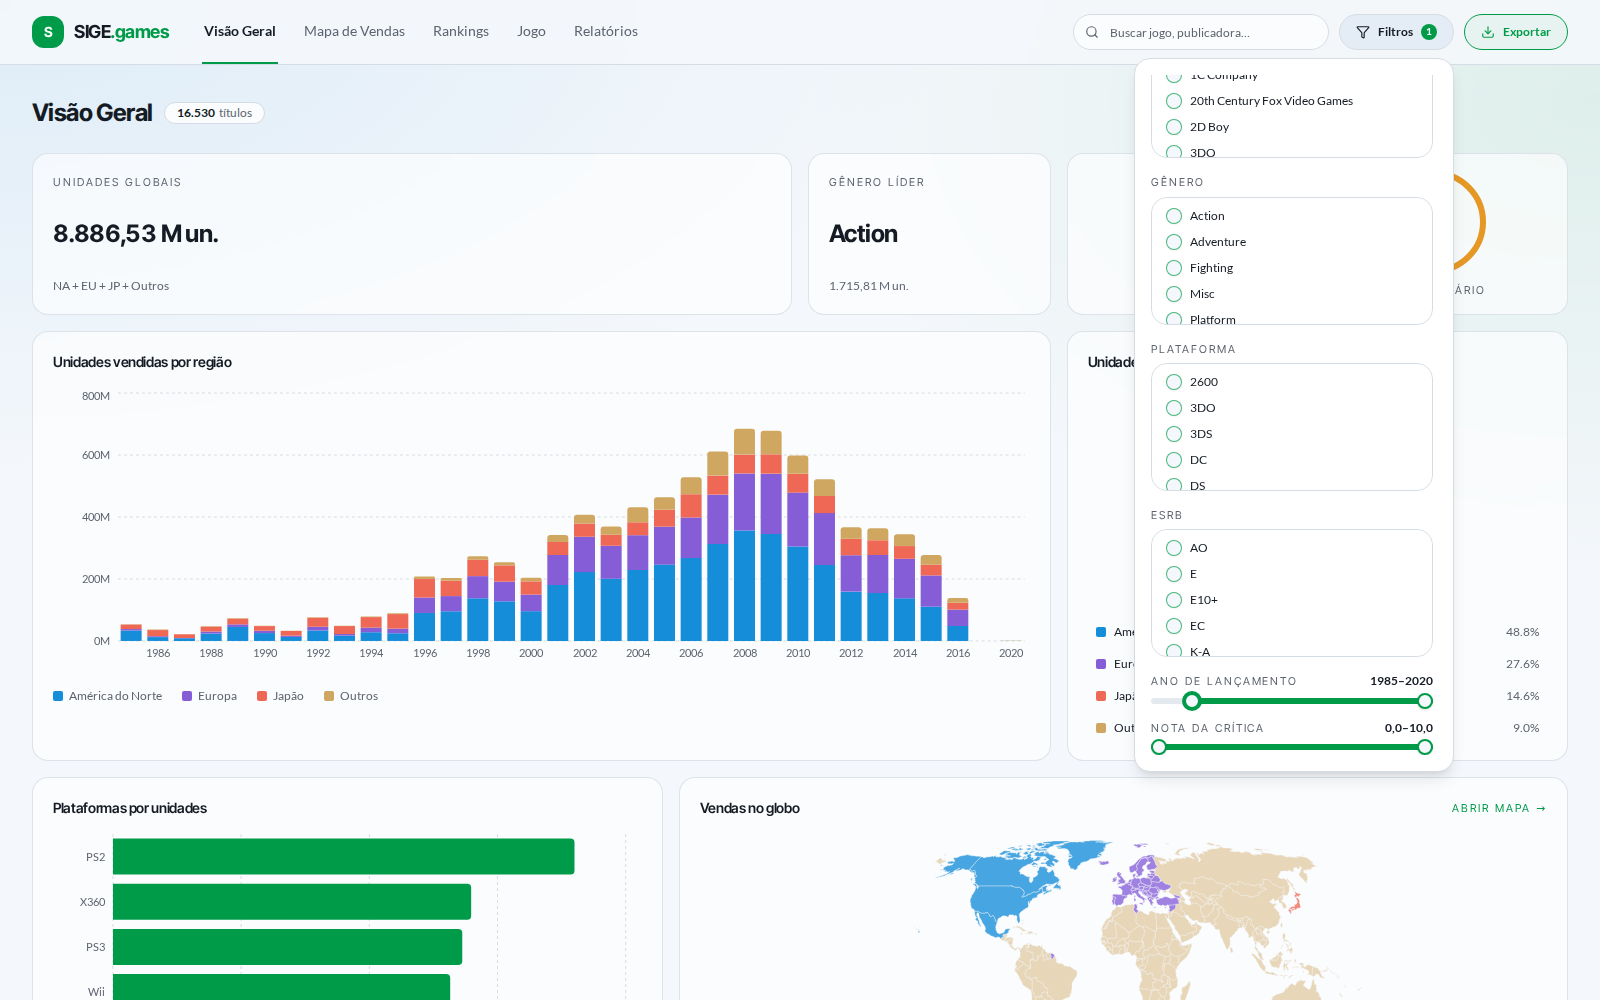 S SIGE.games Visão Geral Mapa de Vendas Rankings Jogo Relatórios Buscar jogo, publicadora... Filtros 1 Exportar
Visão Geral 16.530 títulos
UNIDADES GLOBAIS
8.886,53 M un.
NA + EU + JP + Outros
GÊNERO LÍDER
Action
1.715,81 M un.
ÁRIO
1C Company
20th Century Fox Video Games
2D Boy
3DO
GÊNERO
Action
Adventure
Fighting
Misc
Platform
PLATAFORMA
2600
3DO
3DS
DC
DS
ESRB
AO
E
E10+
EC
K-A
ANO DE LANÇAMENTO 1985–2020
NOTA DA CRÍTICA 0,0–10,0
Unidades vendidas por região
800M
600M
400M
200M
0M
1986 1988 1990 1992 1994 1996 1998 2000 2002 2004 2006 2008 2010 2012 2014 2016 2020
América do Norte Europa Japão Outros
Unidade
Amé 48.8%
Euro 27.6%
Japã 14.6%
Out 9.0%
Plataformas por unidades
PS2
X360
PS3
Wii
Vendas no globo ABRIR MAPA →